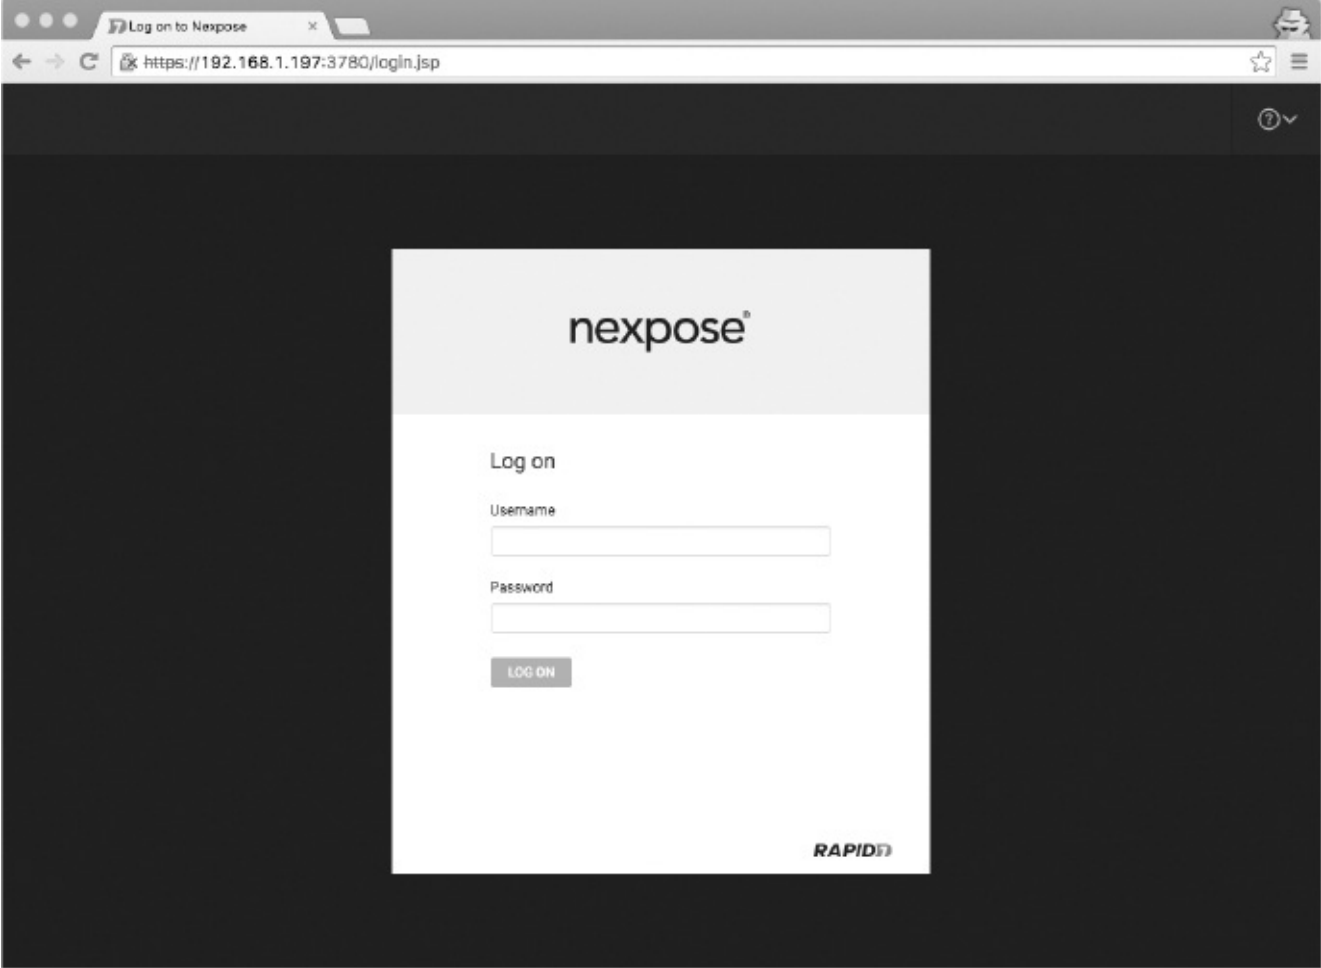 Log on to Nexpose
https://192.168.1.197:3780/login.jsp
nexpose®
Log on
Username
Password
LOG ON
RAPID7